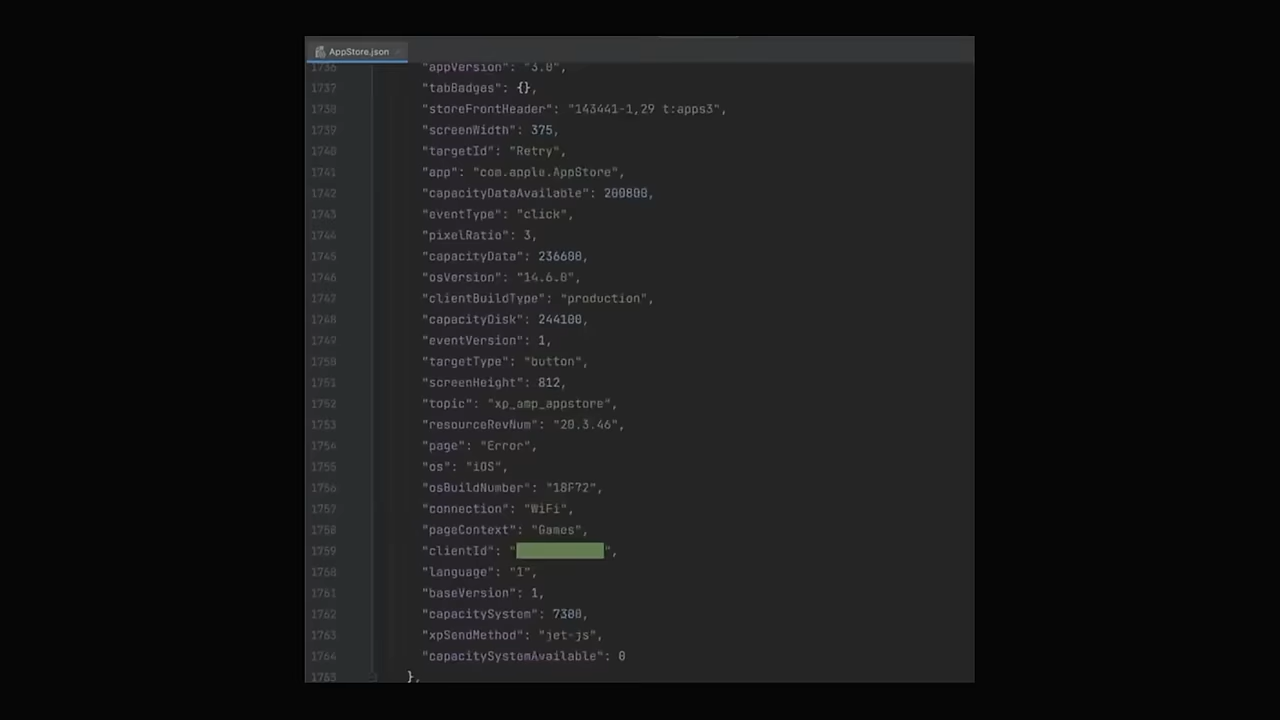 AppStore.json
1736 "appVersion": "3.0",
1737 "tabBadges": {},
1738 "storeFrontHeader": "143441-1,29 t:apps3",
1739 "screenWidth": 375,
1740 "targetId": "Retry",
1741 "app": "com.apple.AppStore",
1742 "capacityDataAvailable": 200800,
1743 "eventType": "click",
1744 "pixelRatio": 3,
1745 "capacityData": 236600,
1746 "osVersion": "14.6.0",
1747 "clientBuildType": "production",
1748 "capacityDisk": 244100,
1749 "eventVersion": 1,
1750 "targetType": "button",
1751 "screenHeight": 812,
1752 "topic": "xp_amp_appstore",
1753 "resourceRevNum": "20.3.46",
1754 "page": "Error",
1755 "os": "iOS",
1756 "osBuildNumber": "18F72",
1757 "connection": "WiFi",
1758 "pageContext": "Games",
1759 "clientId": "",
1760 "language": "1",
1761 "baseVersion": 1,
1762 "capacitySystem": 7300,
1763 "xpSendMethod": "jet-js",
1764 "capacitySystemAvailable": 0
1765 },